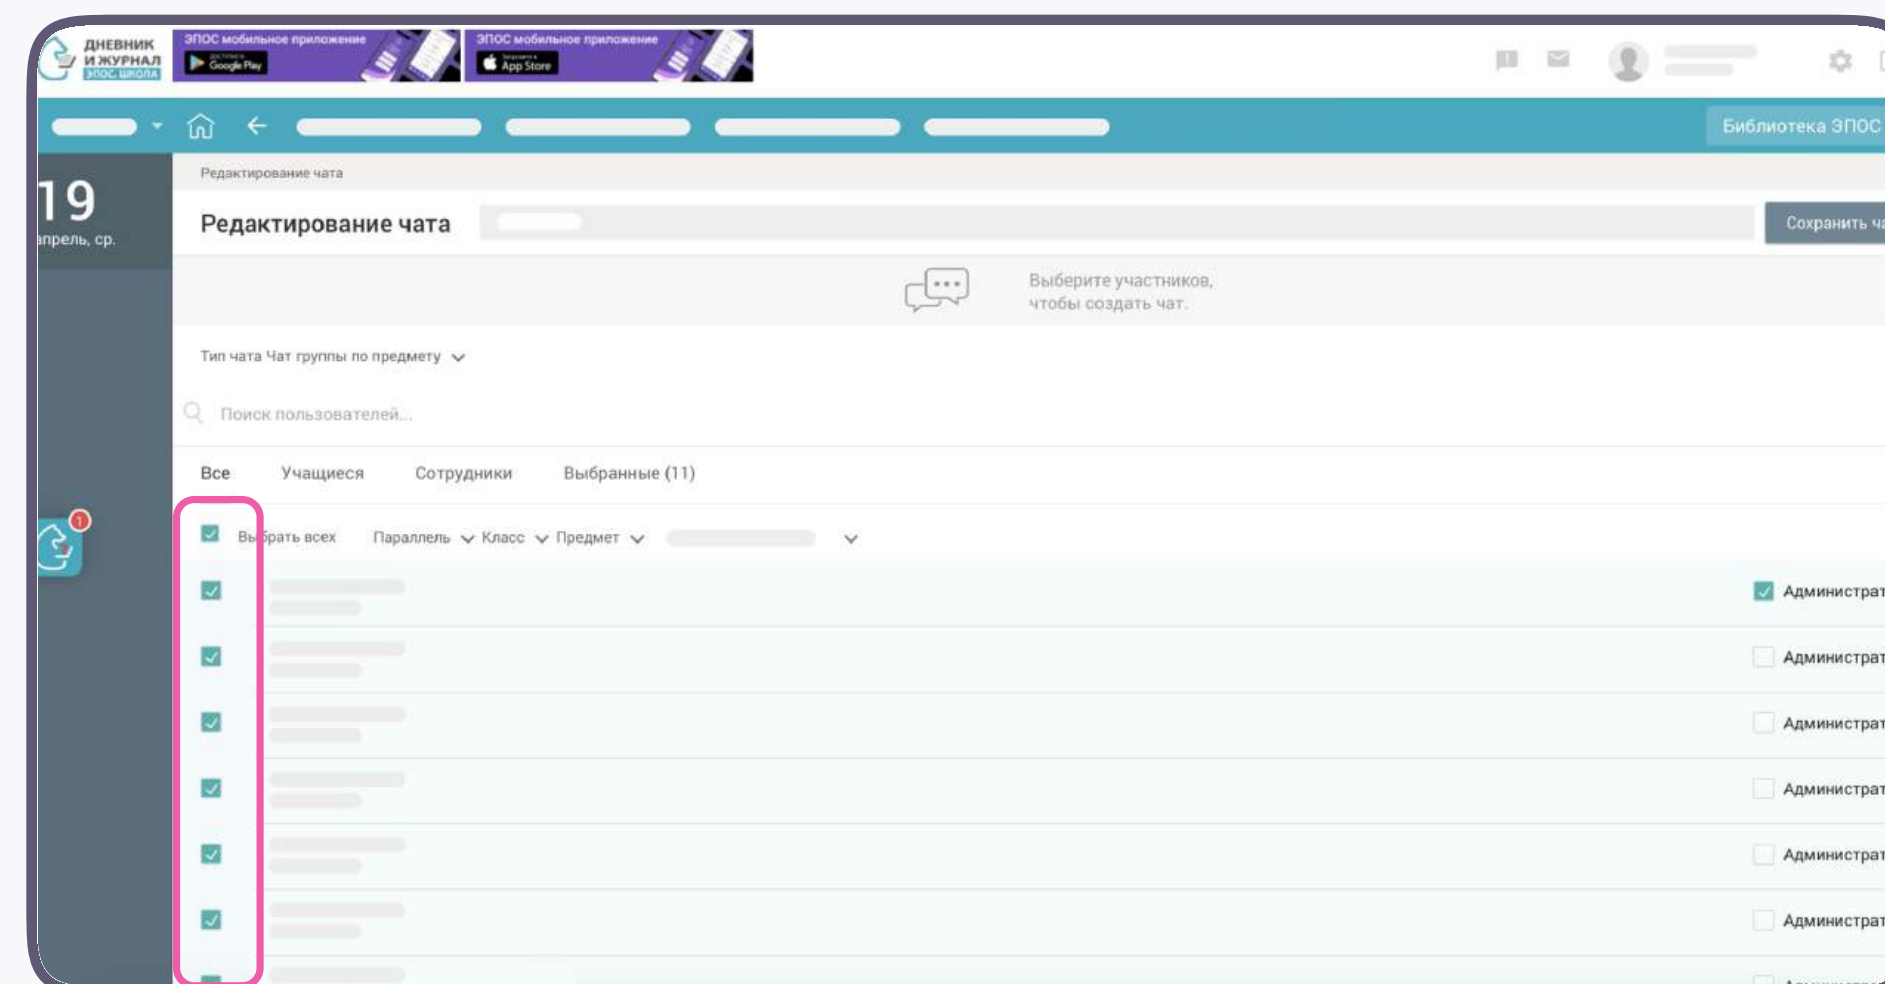 ДНЕВНИК
И ЖУРНАЛ
ЭПОС.ШКОЛА
ЭПОС мобильное приложение
Google Play
ЭПОС мобильное приложение
App Store
Библиотека ЭПОС
19
апрель, ср.
Редактирование чата
Редактирование чата
Сохранить ча
Выберите участников,
чтобы создать чат.
Тип чата Чат группы по предмету
Поиск пользователей...
Все Учащиеся Сотрудники Выбранные (11)
1
Выбрать всех Параллель Класс Предмет
Администрат
Администрат
Администрат
Администрат
Администрат
Администрат